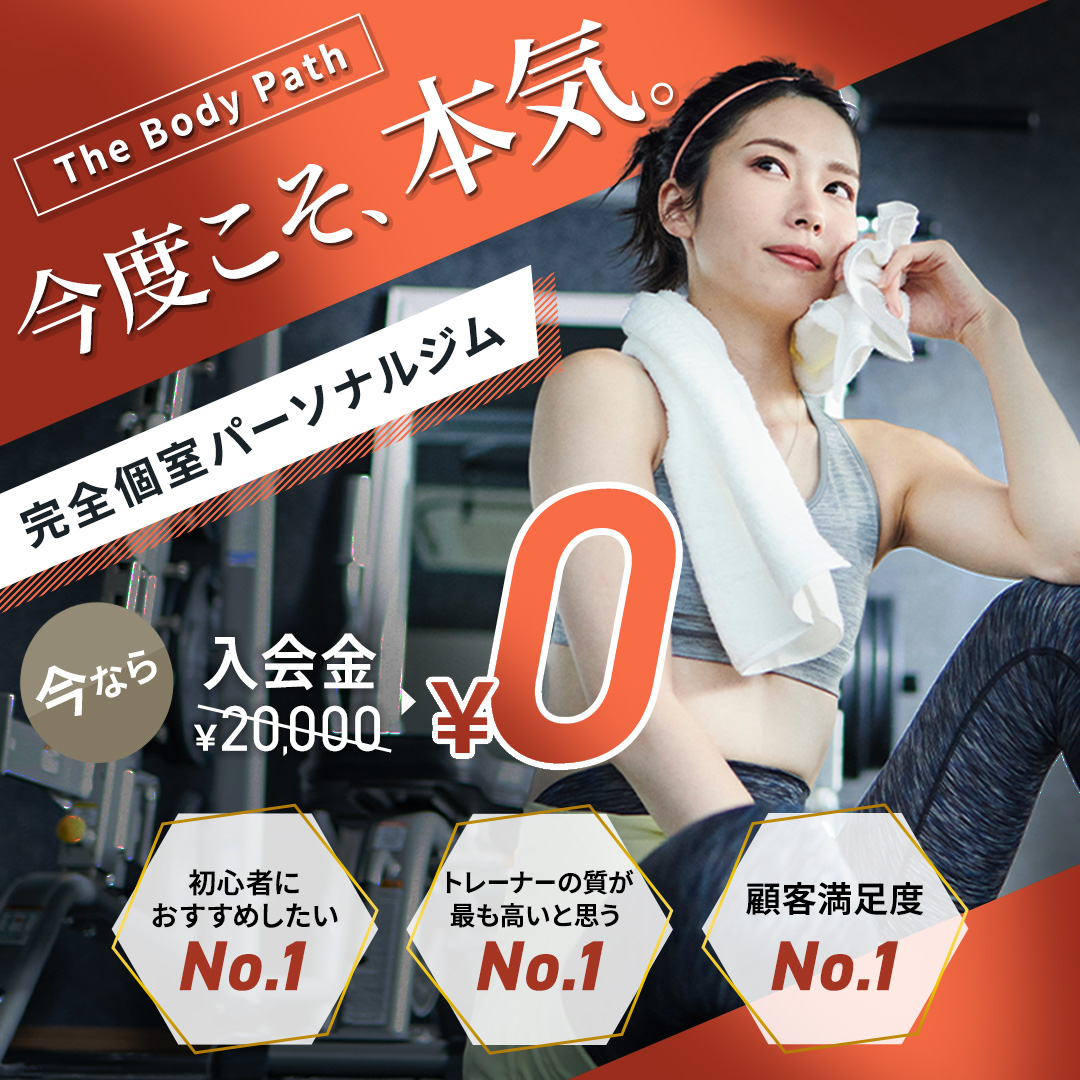 The Body Path
今度こそ、本気。
完全個室パーソナルジム
今なら
入会金
¥20,000
¥0
初心者に
おすすめしたい
No.1
トレーナーの質が
最も高いと思う
No.1
顧客満足度
No.1